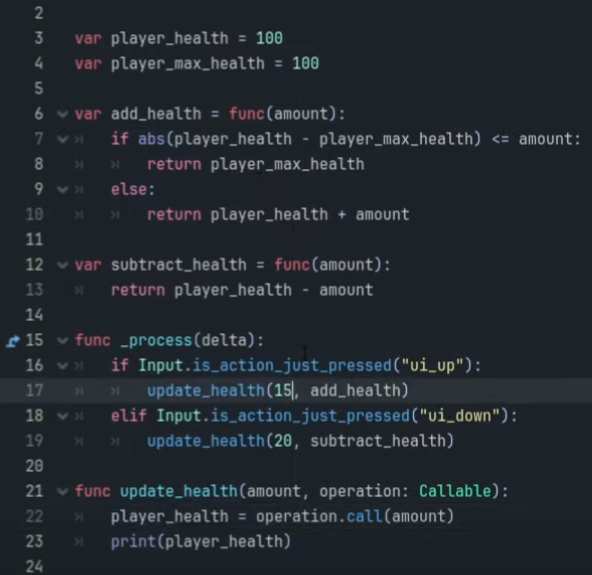 2
3 var player_health = 100
4 var player_max_health = 100
5
6 var add_health = func(amount):
7 if abs(player_health - player_max_health) <= amount:
8 return player_max_health
9 else:
10 return player_health + amount
11
12 var subtract_health = func(amount):
13 return player_health - amount
14
15 func _process(delta):
16 if Input.is_action_just_pressed("ui_up"):
17 update_health(15, add_health)
18 elif Input.is_action_just_pressed("ui_down"):
19 update_health(20, subtract_health)
20
21 func update_health(amount, operation: Callable):
22 player_health = operation.call(amount)
23 print(player_health)
24